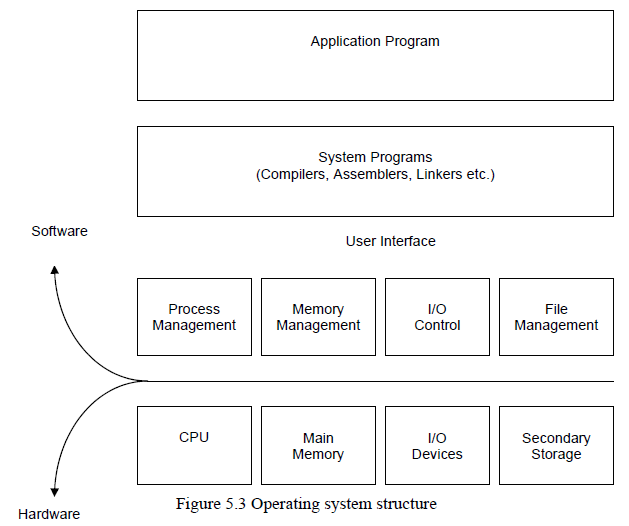 Application Program
System Programs
(Compilers, Assemblers, Linkers etc.)
Software
User Interface
Process
Management
Memory
Management
I/O
Control
File
Management
CPU
Main
Memory
I/O
Devices
Secondary
Storage
Figure 5.3 Operating system structure
Hardware